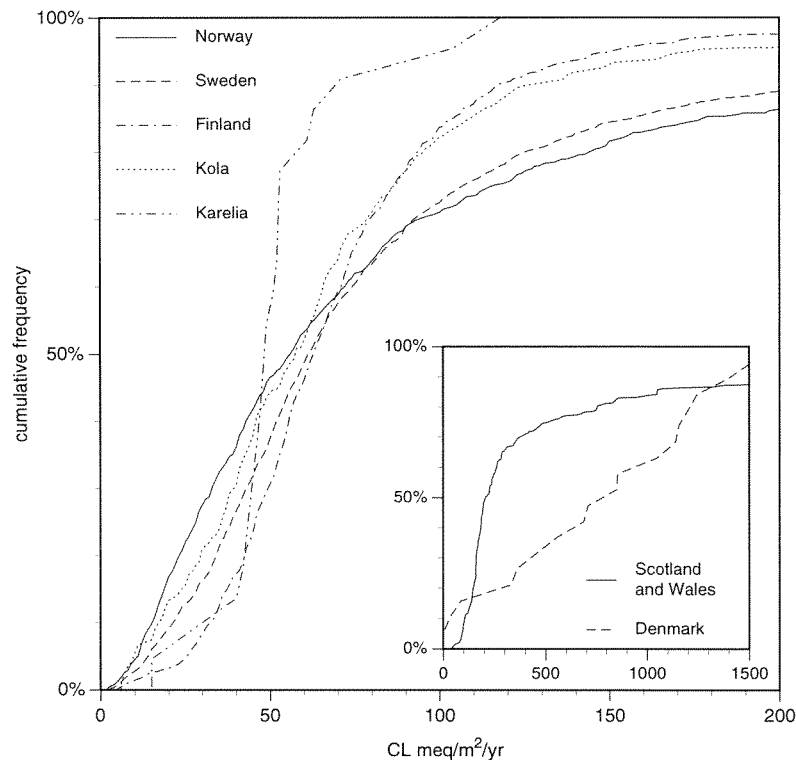 100%
Norway
Sweden
Finland
Kola
Karelia
cumulative frequency
50%
0%
0
50
100
150
200
CL meq/m²/yr
100%
50%
0%
Scotland
and Wales
Denmark
0
500
1000
1500